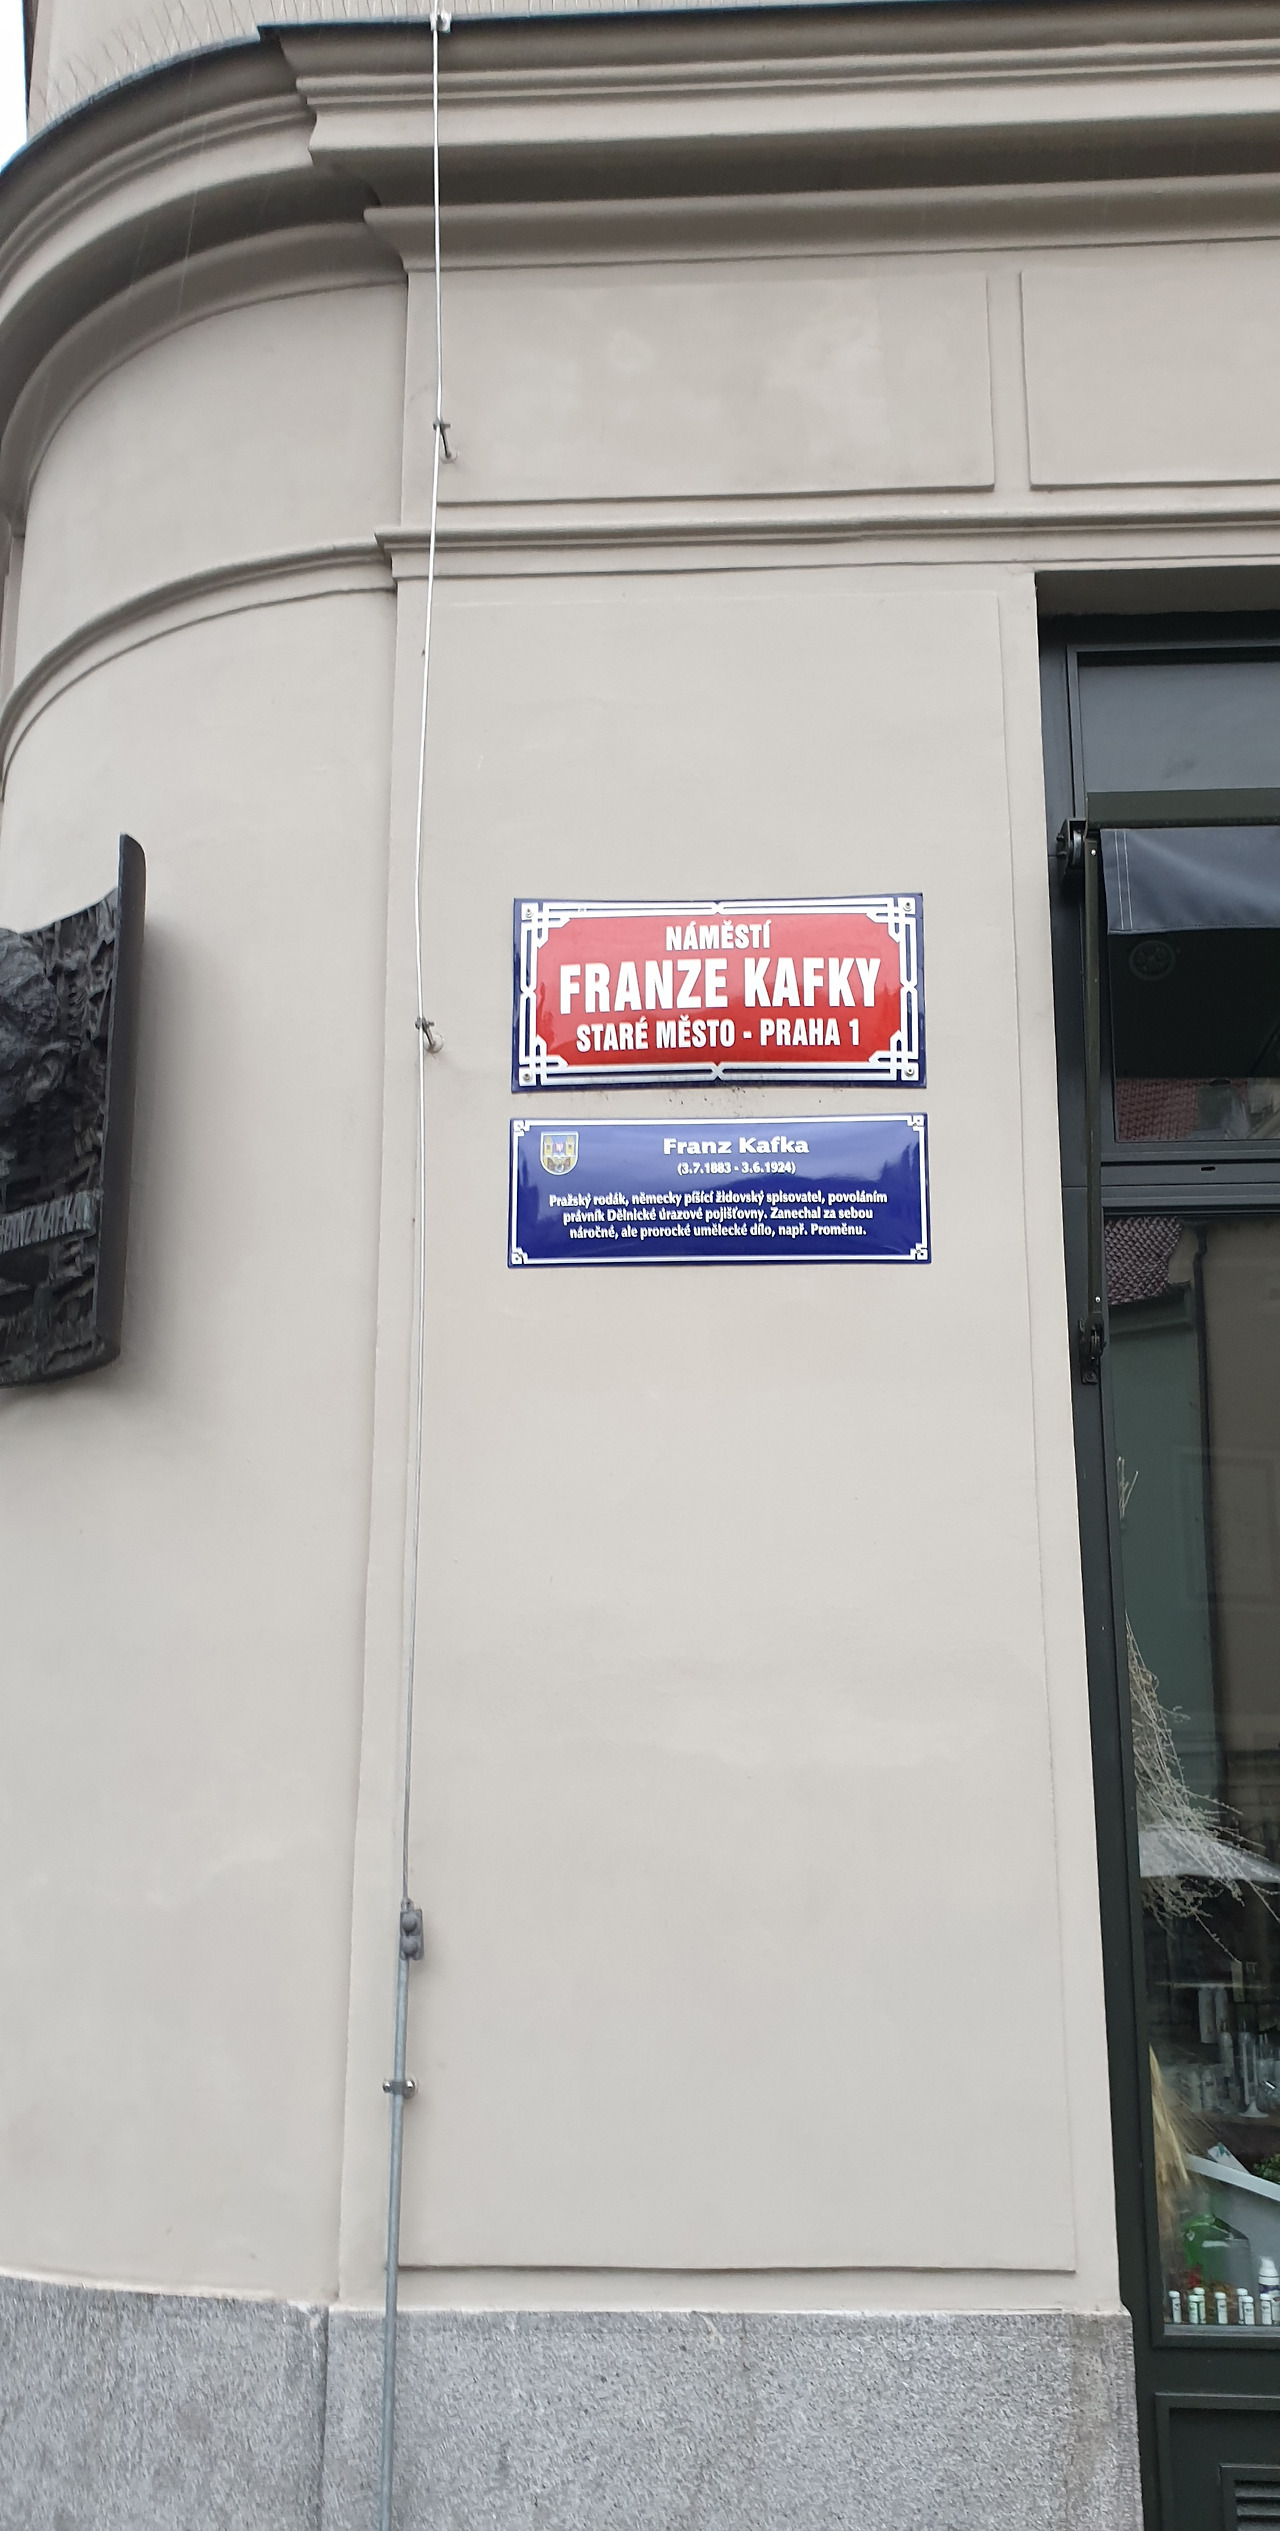 NÁMĚSTÍ
FRANZE KAFKY
STARÉ MĚSTO - PRAHA 1
Franz Kafka
(3.7.1883 - 3.6.1924)
Pražský rodák, německy píšící židovský spisovatel, povoláním
právník Dělnické úrazové pojišťovny. Zanechal za sebou
náročné, ale prorocké umělecké dílo, např. Proměnu.